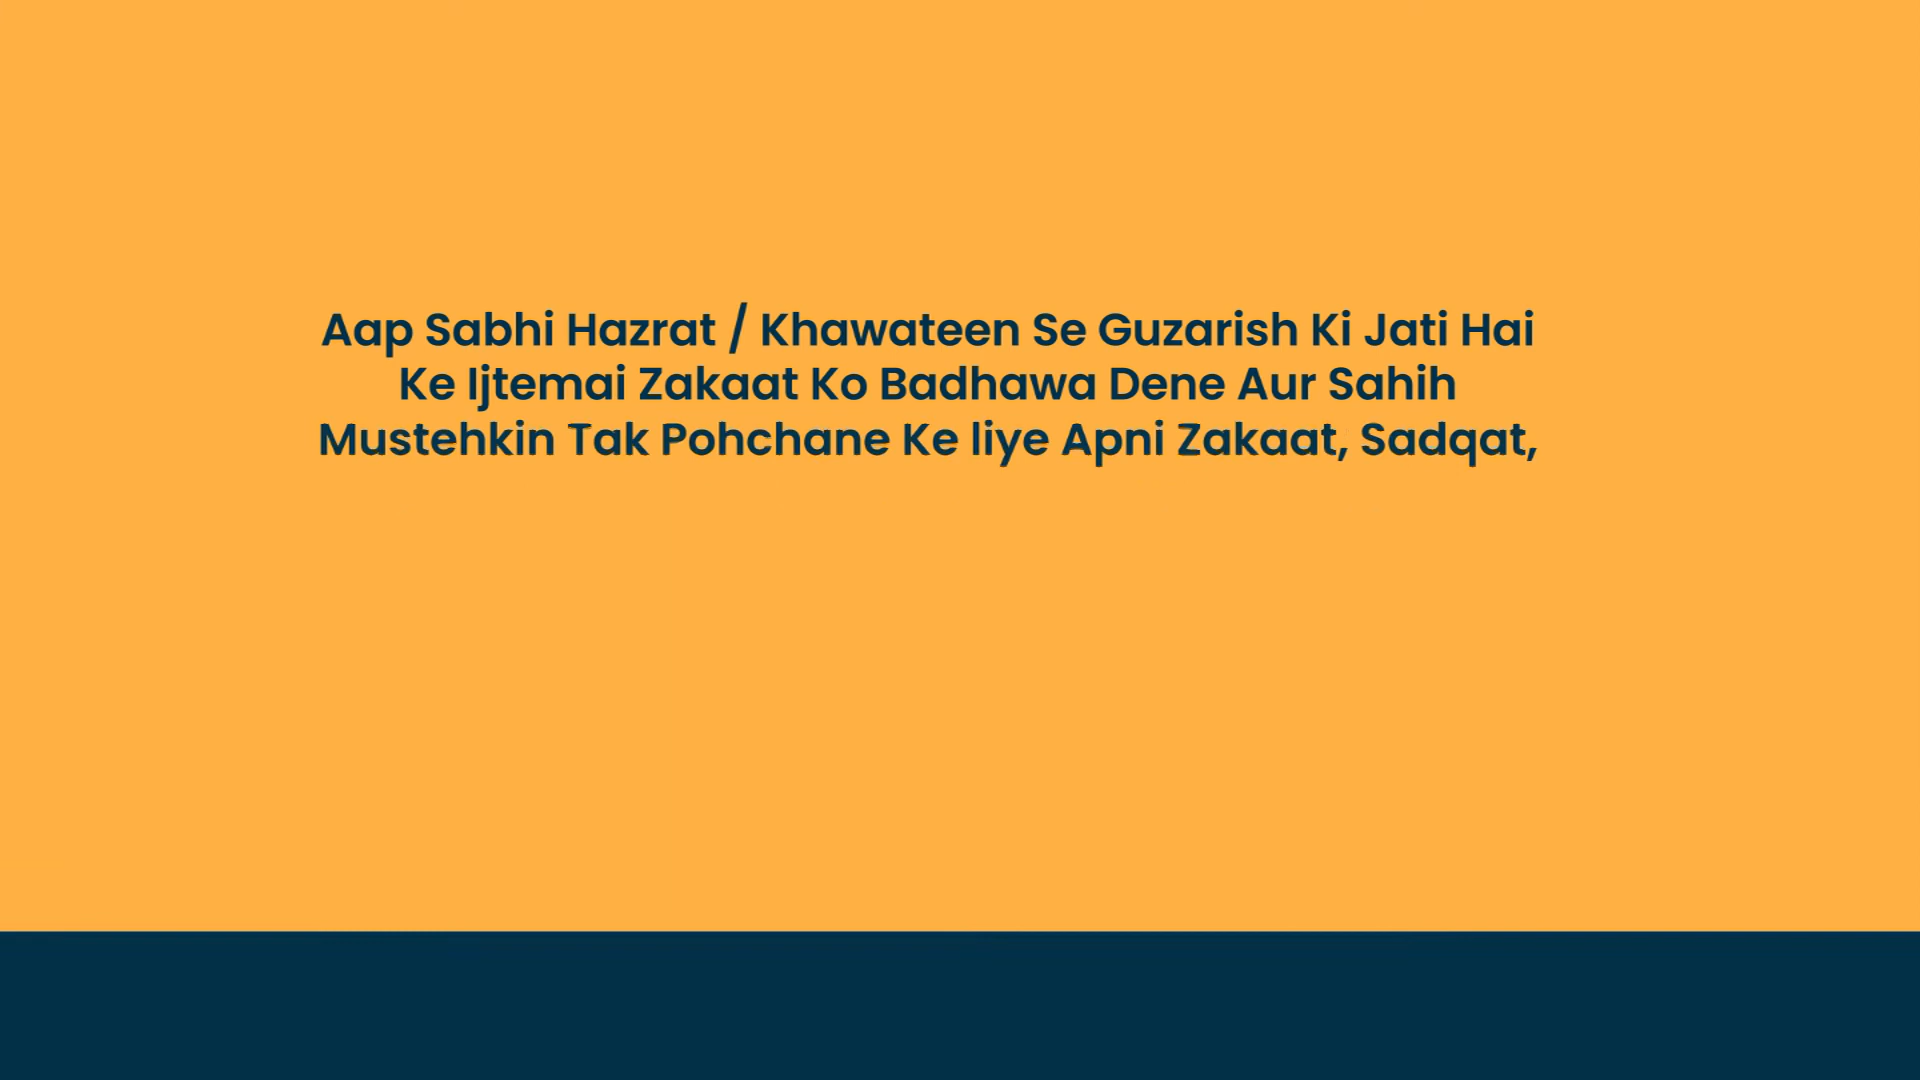 Aap Sabhi Hazrat / Khawateen Se Guzarish Ki Jati Hai
Ke Ijtemai Zakaat Ko Badhawa Dene Aur Sahih
Mustehkin Tak Pohchane Ke liye Apni Zakaat, Sadqat,